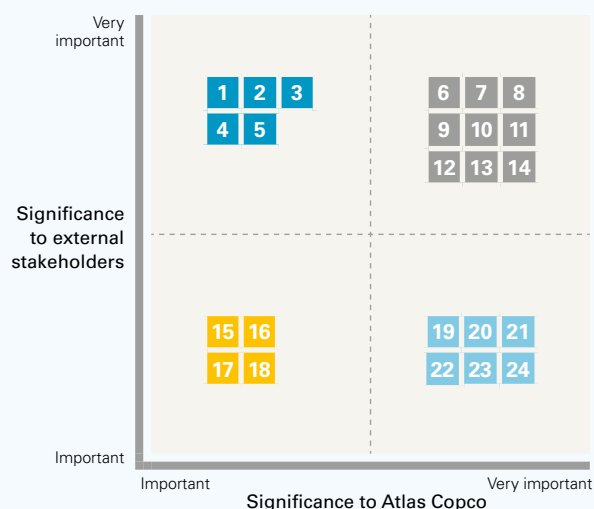 Very
important
1 2 3
4 5
6 7 8
9 10 11
12 13 14
Significance
to external
stakeholders
15 16
17 18
19 20 21
22 23 24
Important
Important
Very important
Significance to Atlas Copco